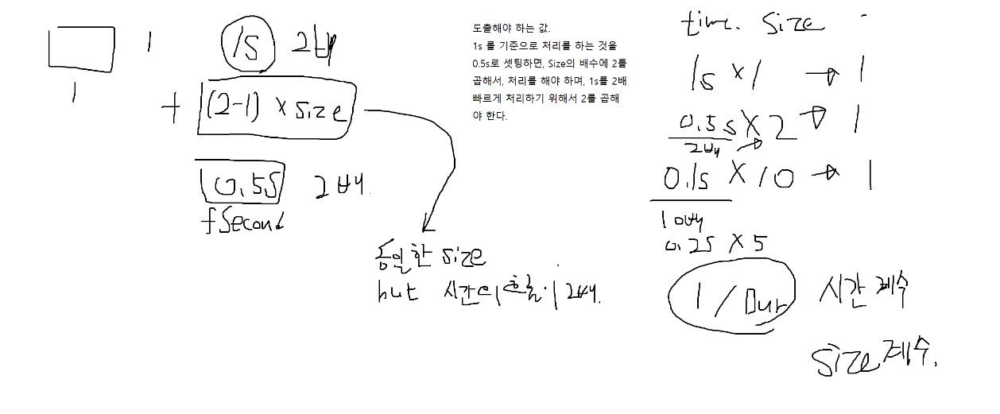 1
1
1s 2배
+ (2-1) × size
0.5s 2배
fSecond
동일한 size
but 시간의 흐름이 2배.
도출해야 하는 값.
1s 를 기준으로 처리를 하는 것을
0.5s로 셋팅하면, Size의 배수에 2를
곱해서, 처리를 해야 하며, 1s를 2배
빠르게 처리하기 위해서 2를 곱해
야 한다.
time. size -
1s × 1 → 1
0.5s × 2 → 1
2배 →
0.1s × 10 → 1
10배
0.2s × 5
1 / Dur 시간 계수
size 계수.